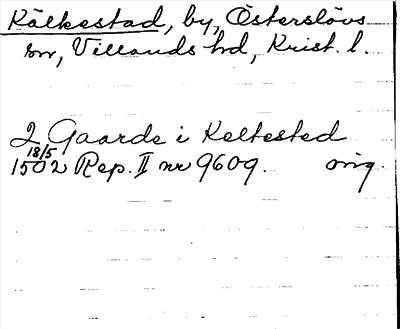 Kälkestad, by, Österslövs
sn, Villands hd, Krist. l.
2 Gaarde i Keltested
18/5
1502 Rep. II nr 9609. orig.